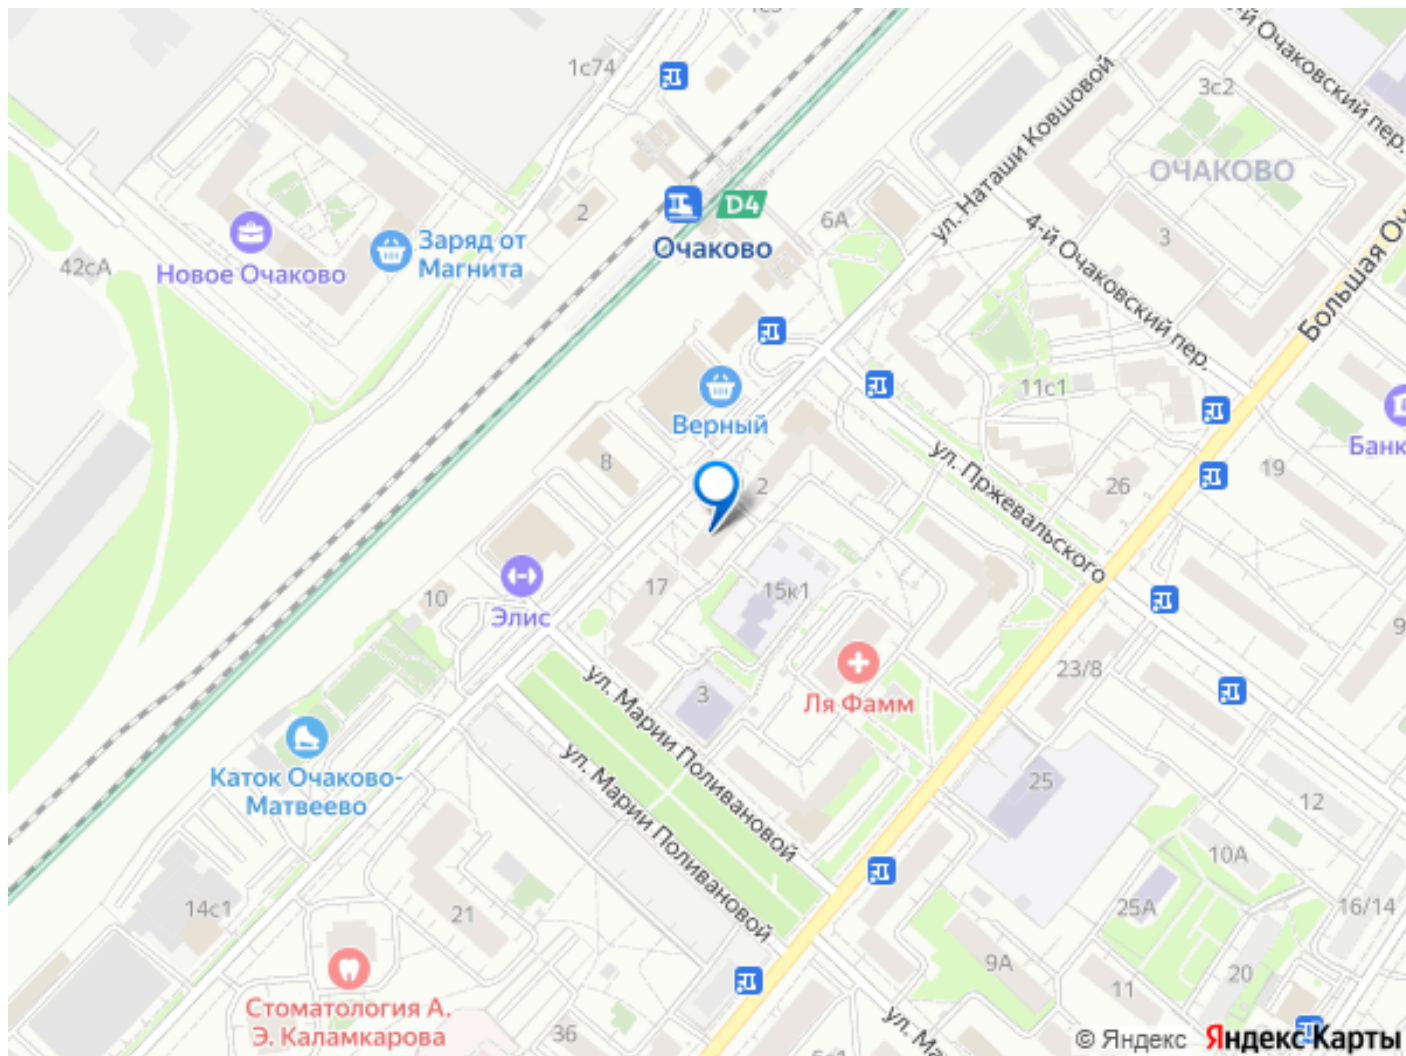 1с74
3с2
4-й Очаковский пер.
ОЧАКОВО
ул. Наташи Ковшовой
2
D4
6А
Очаково
3
4-й Очаковский пер.
Большая Оч
Заряд от
Магнита
Новое Очаково
42сА
11с1
Верный
Банк
8
2
ул. Пржевальского
26
19
17
15к1
10
Элис
23/8
9
Ля Фамм
3
ул. Марии Поливановой
ул. Марии Поливановой
Каток Очаково-
Матвеево
25
12
10А
14с1
21
25А
16/14
9А
20
11
Стоматология А.
Э. Каламкарова
36
ул. Ма
6с1
© Яндекс Яндекс Карты